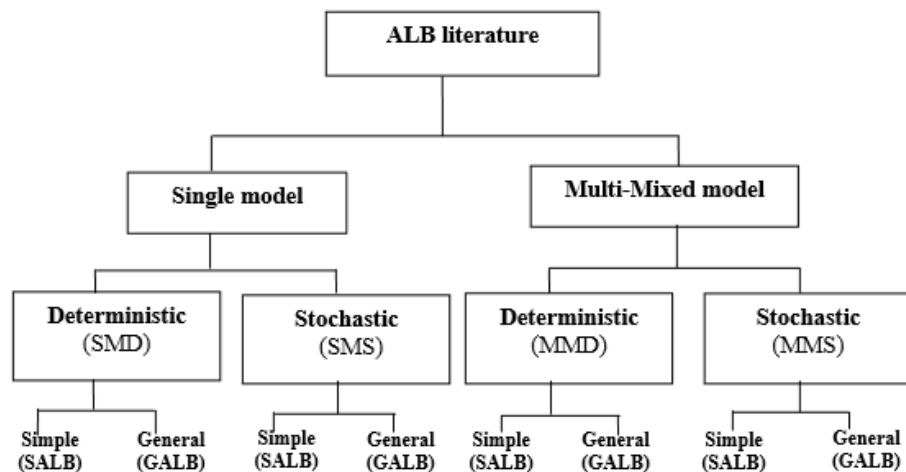 ALB literature
Single model
Multi-Mixed model
Deterministic
(SMD)
Stochastic
(SMS)
Deterministic
(MMD)
Stochastic
(MMS)
Simple
(SALB)
General
(GALB)
Simple
(SALB)
General
(GALB)
Simple
(SALB)
General
(GALB)
Simple
(SALB)
General
(GALB)